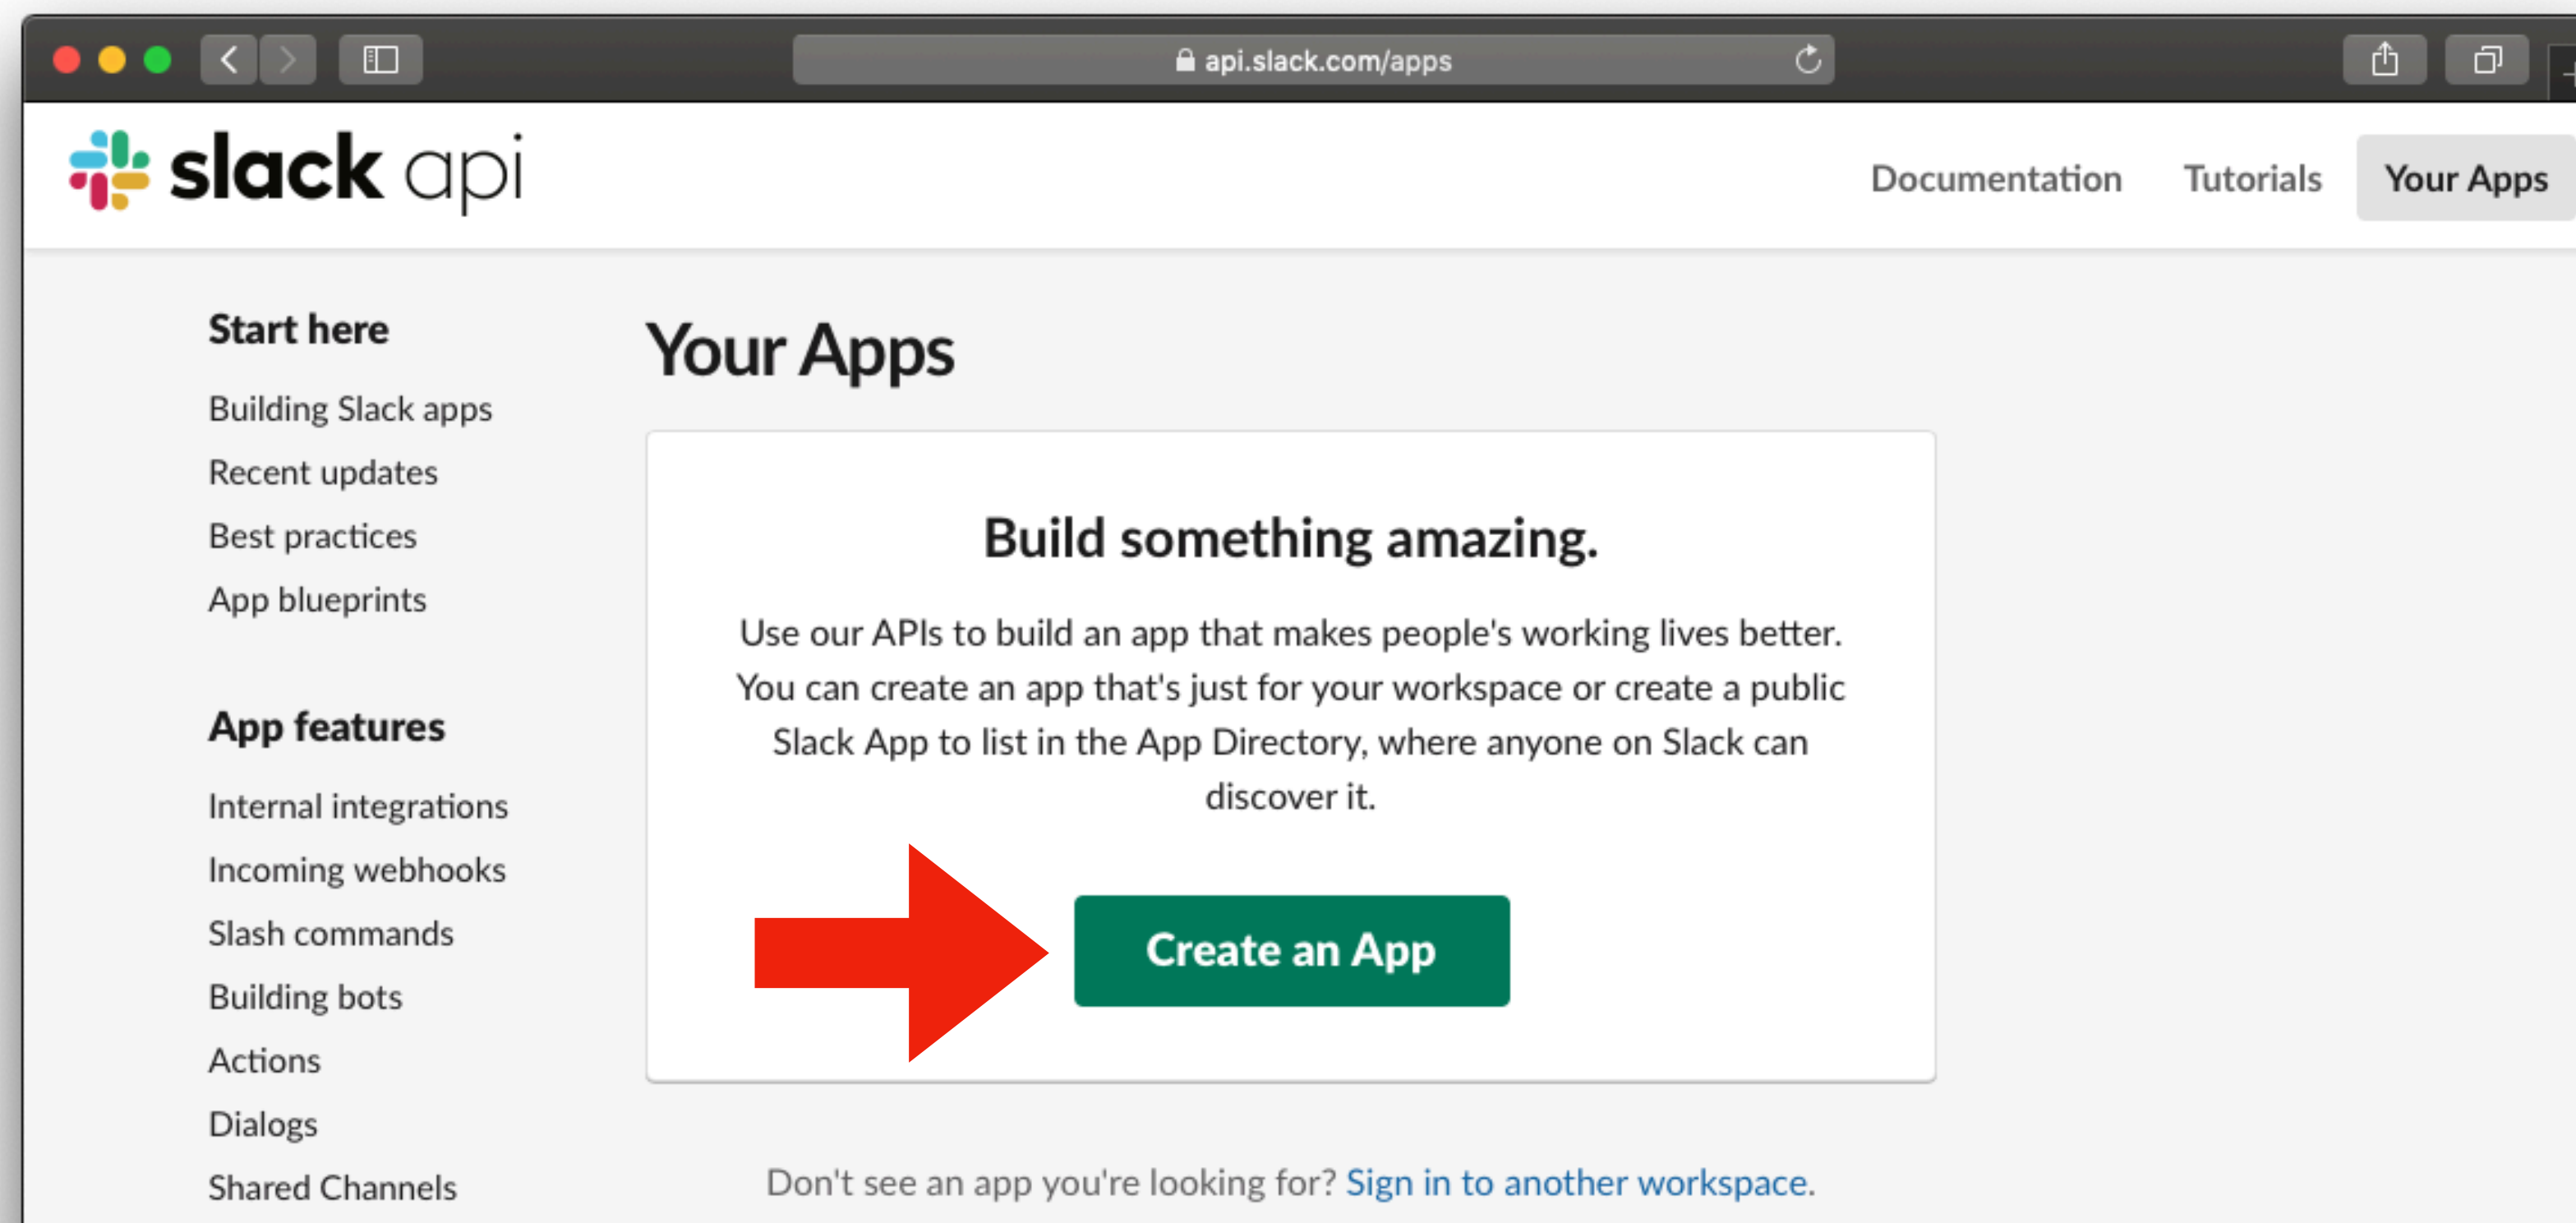 api.slack.com/apps
slack api
Documentation
Tutorials
Your Apps
Start here
Building Slack apps
Recent updates
Best practices
App blueprints
App features
Internal integrations
Incoming webhooks
Slash commands
Building bots
Actions
Dialogs
Shared Channels
Your Apps
Build something amazing.
Use our APIs to build an app that makes people's working lives better.
You can create an app that's just for your workspace or create a public
Slack App to list in the App Directory, where anyone on Slack can
discover it.
Create an App
Don't see an app you're looking for? Sign in to another workspace.